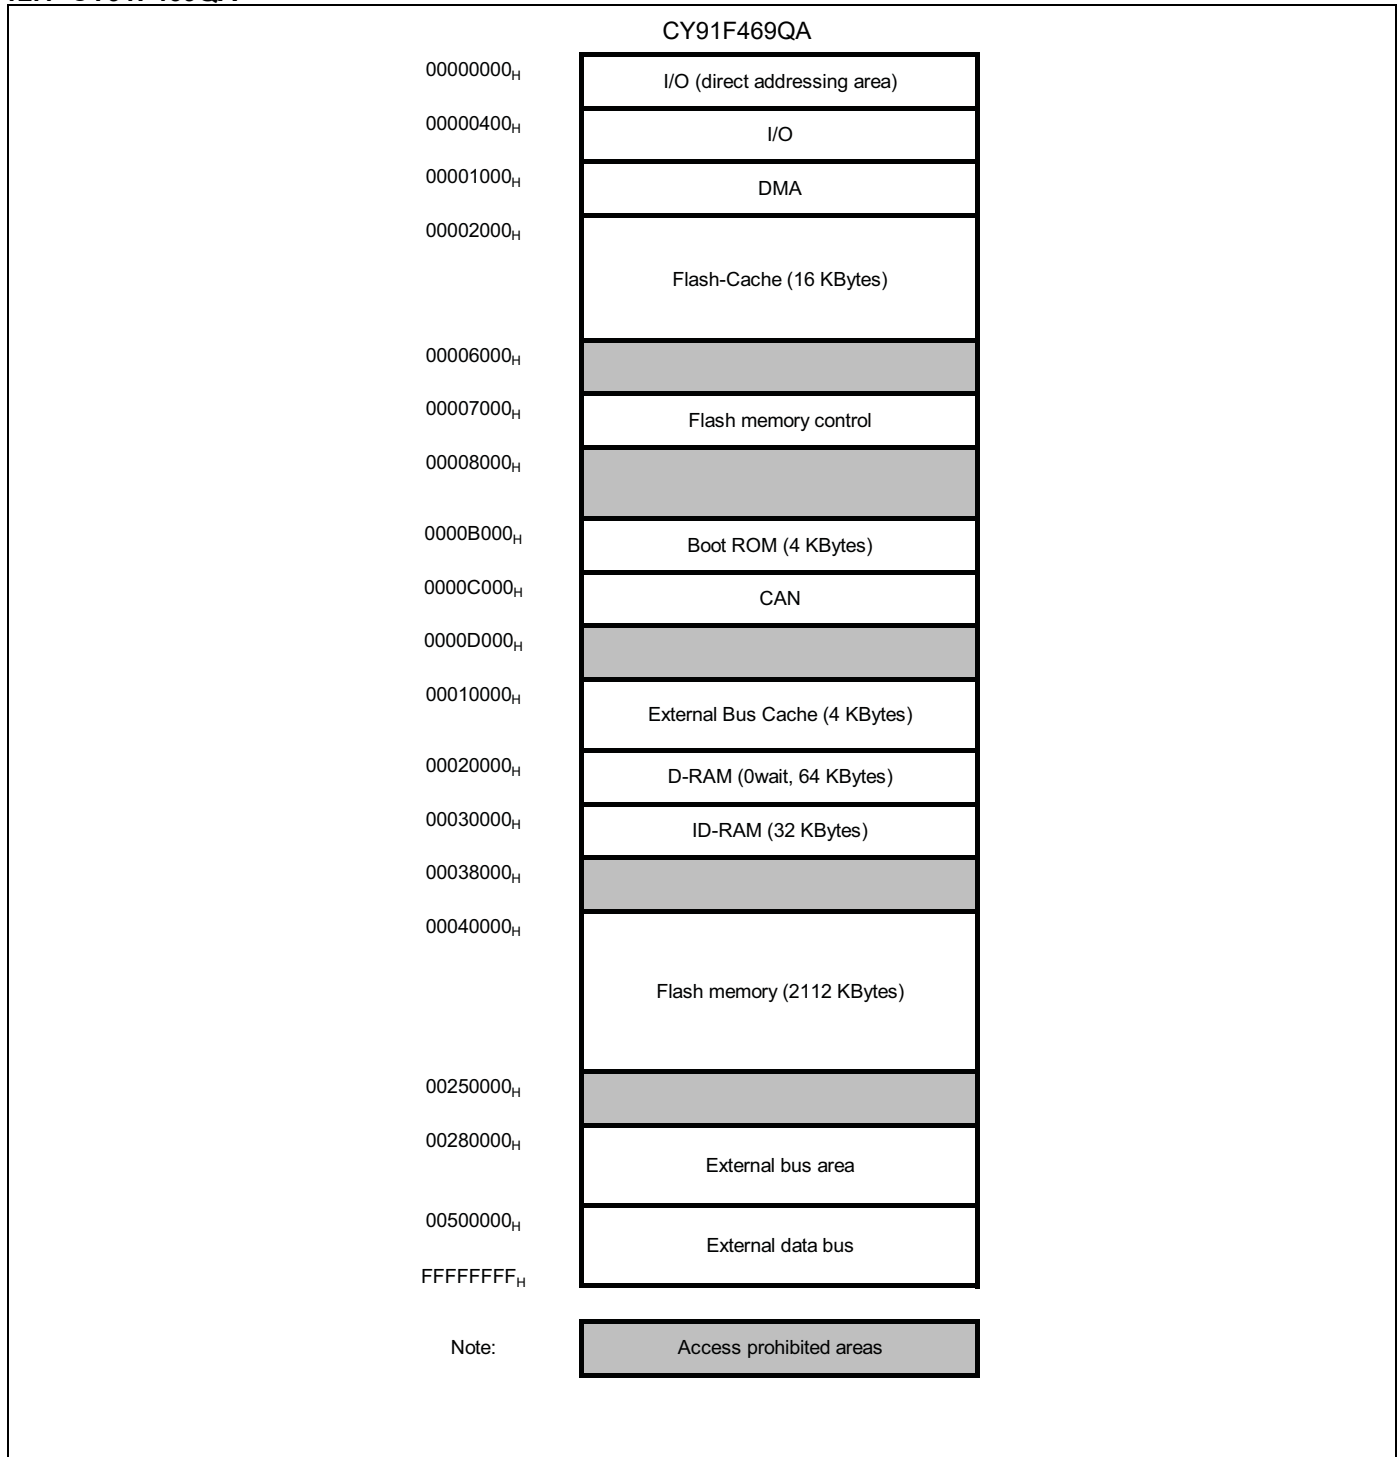 CY91F469QA
00000000H I/O (direct addressing area)
00000400H I/O
00001000H DMA
00002000H
Flash-Cache (16 KBytes)
00006000H
00007000H Flash memory control
00008000H
0000B000H Boot ROM (4 KBytes)
0000C000H CAN
0000D000H
00010000H External Bus Cache (4 KBytes)
00020000H D-RAM (0wait, 64 KBytes)
00030000H ID-RAM (32 KBytes)
00038000H
00040000H
Flash memory (2112 KBytes)
00250000H
00280000H External bus area
00500000H External data bus
FFFFFFFFH
Note: Access prohibited areas